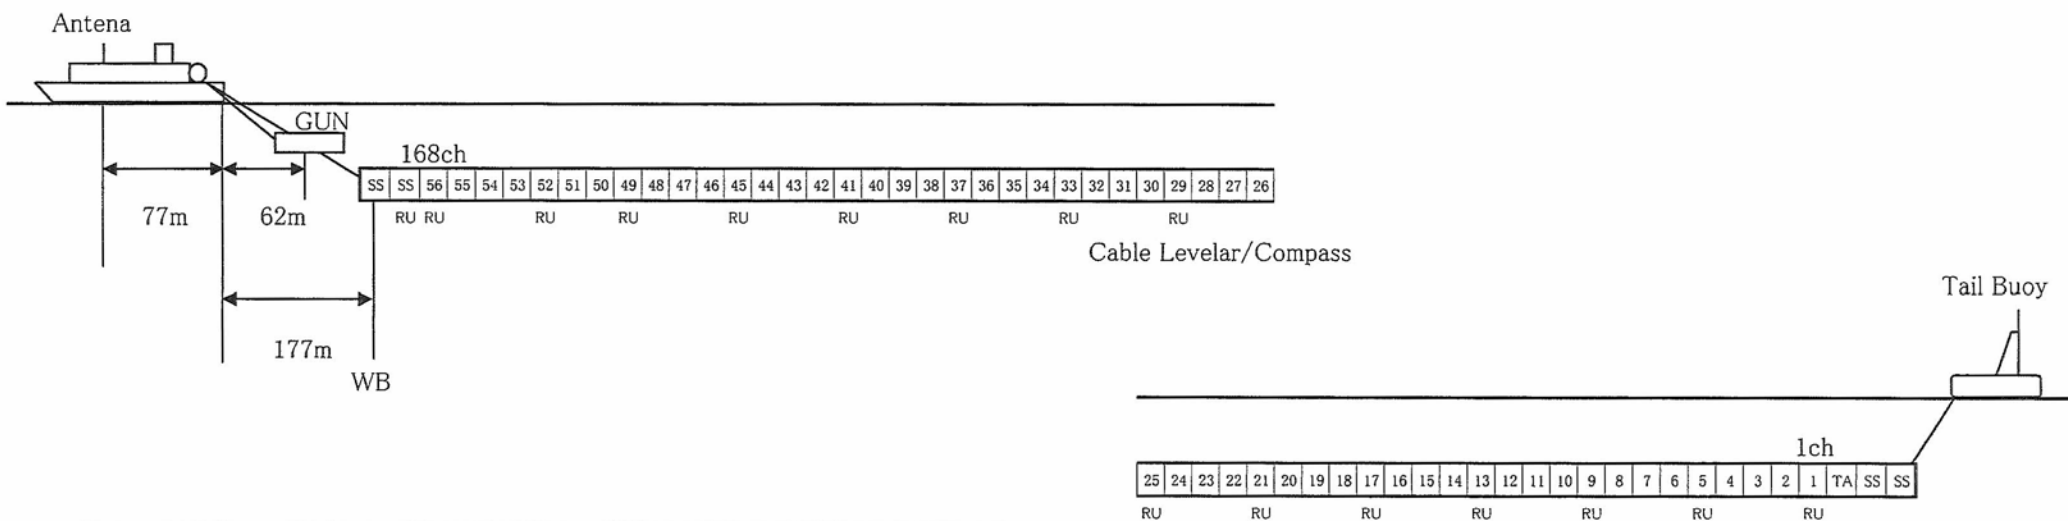 Antena
GUN
168ch
SS SS 56 55 54 53 52 51 50 49 48 47 46 45 44 43 42 41 40 39 38 37 36 35 34 33 32 31 30 29 28 27 26
RU RU RU RU RU RU RU RU RU
77m 62m
Cable Levelar/Compass
177m
WB
Tail Buoy
1ch
25 24 23 22 21 20 19 18 17 16 15 14 13 12 11 10 9 8 7 6 5 4 3 2 1 TA SS SS
RU RU RU RU RU RU RU